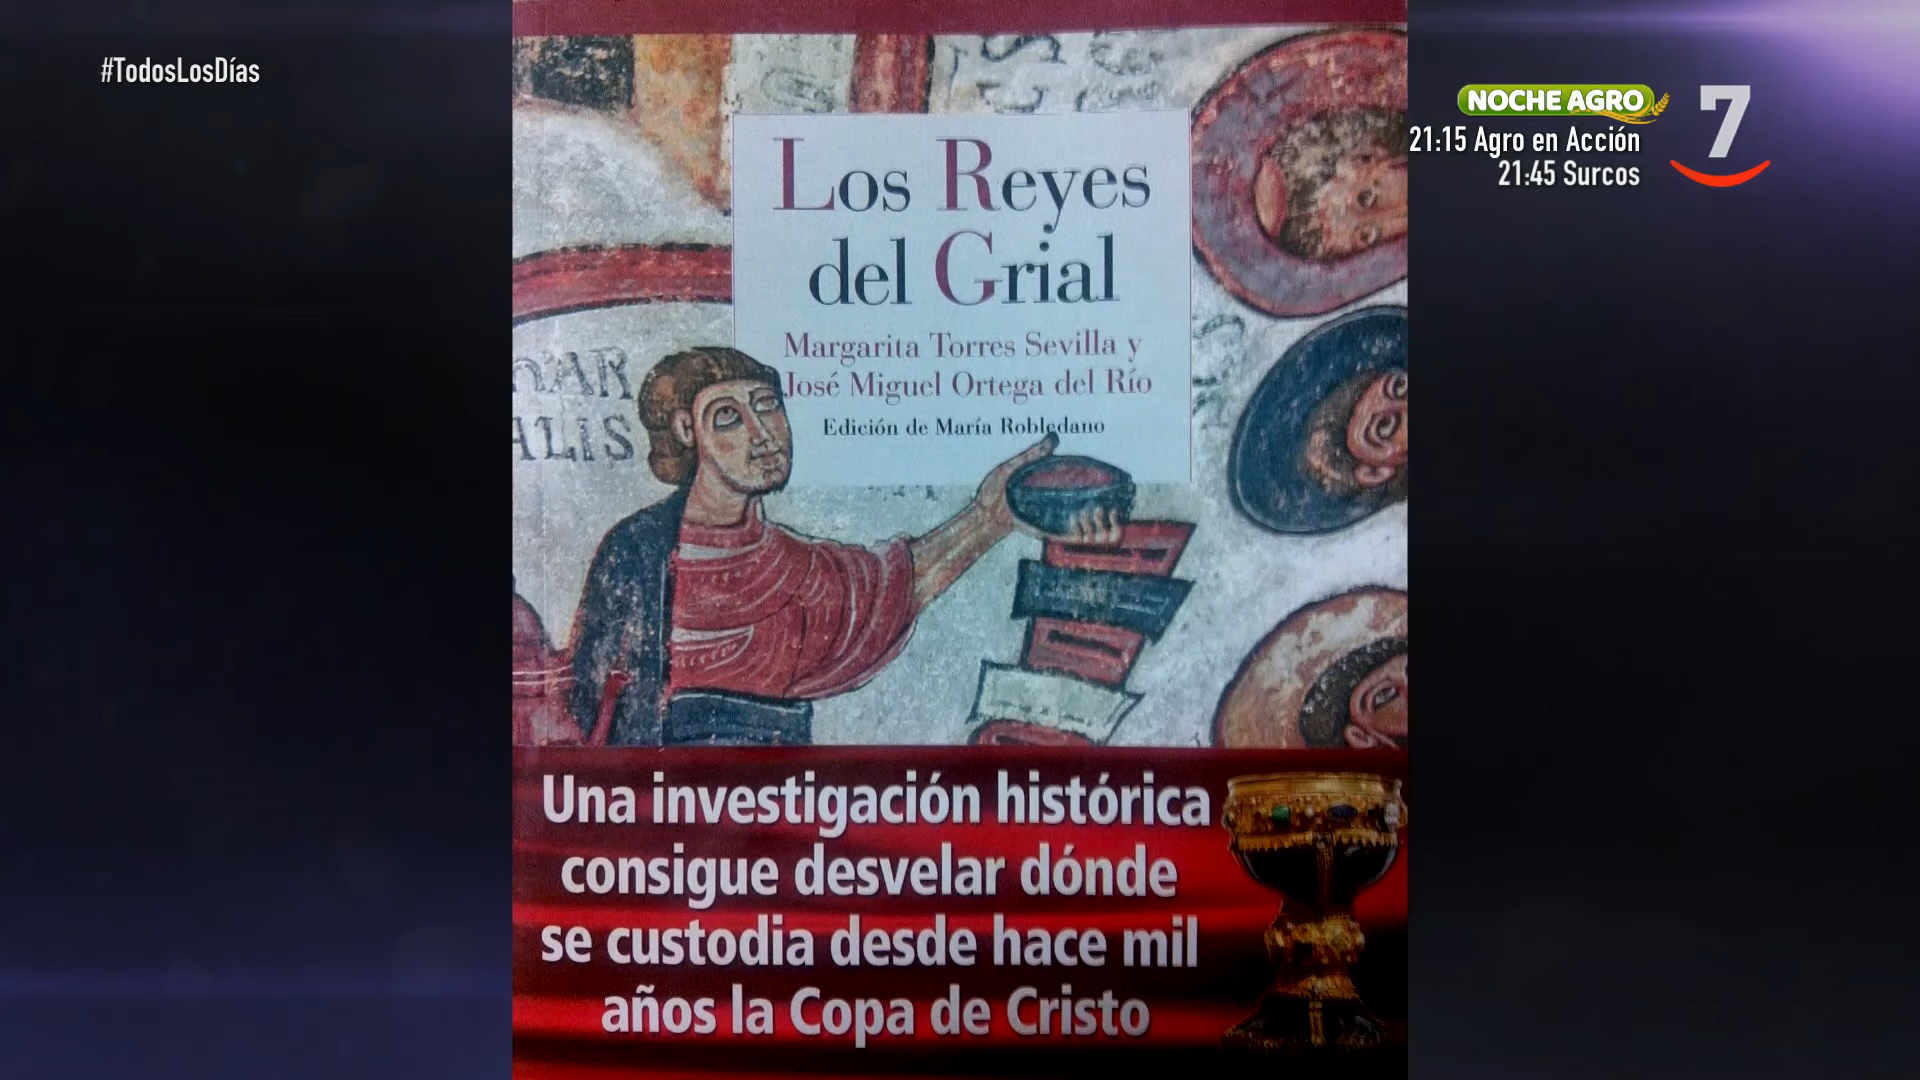 #TodosLosDías
NOCHE AGRO
21:15 Agro en Acción
21:45 Surcos
7
Los Reyes
del Grial
Margarita Torres Sevilla y
José Miguel Ortega del Río
Edición de María Robledano
ALIS
Una investigación histórica
consigue desvelar dónde
se custodia desde hace mil
años la Copa de Cristo